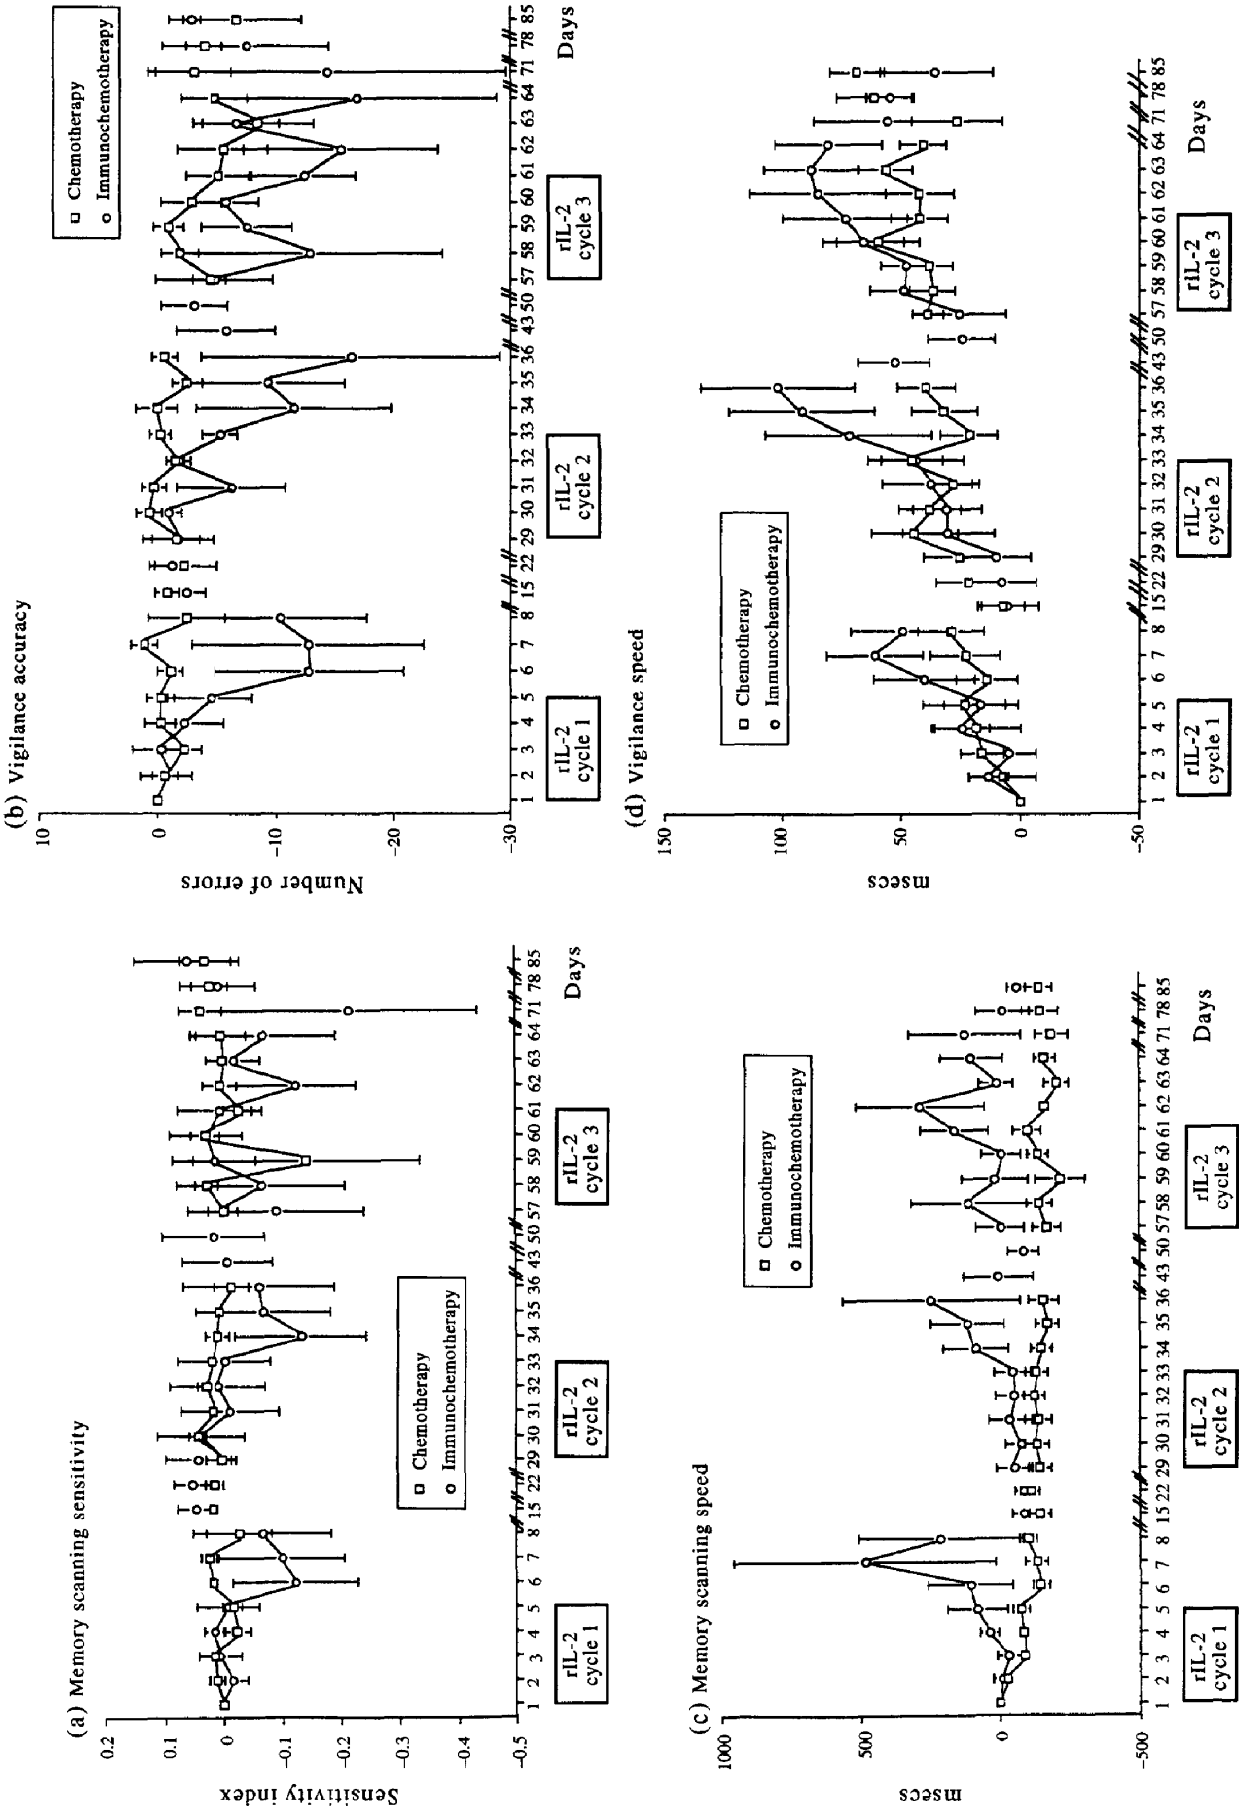 (a) Memory scanning sensitivity
0.2
0.1
0
-0.1
-0.2
-0.3
-0.4
-0.5
Sensitivity index
Chemotherapy
Immunochemotherapy
1 2 3 4 5 6 7 8 15 22 29 30 31 32 33 34 35 36 43 50 57 58 59 60 61 62 63 64 71 78 85
Days
rIL-2
cycle 1
rIL-2
cycle 2
rIL-2
cycle 3
(b) Vigilance accuracy
10
0
-10
-20
-30
Number of errors
Chemotherapy
Immunochemotherapy
1 2 3 4 5 6 7 8 15 22 29 30 31 32 33 34 35 36 43 50 57 58 59 60 61 62 63 64 71 78 85
Days
rIL-2
cycle 1
rIL-2
cycle 2
rIL-2
cycle 3
(c) Memory scanning speed
1000
500
0
-500
msecs
Chemotherapy
Immunochemotherapy
1 2 3 4 5 6 7 8 15 22 29 30 31 32 33 34 35 36 43 50 57 58 59 60 61 62 63 64 71 78 85
Days
rIL-2
cycle 1
rIL-2
cycle 2
rIL-2
cycle 3
(d) Vigilance speed
150
100
50
0
-50
msecs
Chemotherapy
Immunochemotherapy
1 2 3 4 5 6 7 8 15 22 29 30 31 32 33 34 35 36 43 50 57 58 59 60 61 62 63 64 71 78 85
Days
rIL-2
cycle 1
rIL-2
cycle 2
rIL-2
cycle 3